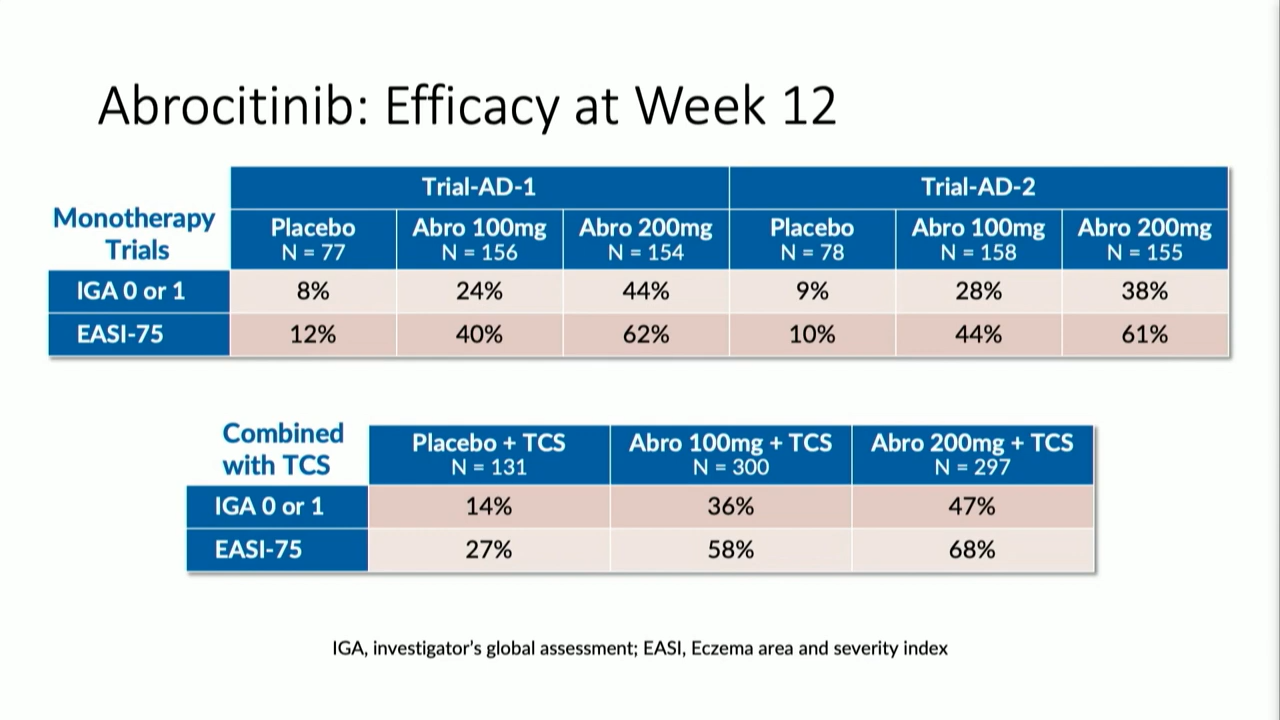 Abrocitinib: Efficacy at Week 12
Monotherapy Trials
Trial-AD-1 Trial-AD-2
Placebo N = 77 Abro 100mg N = 156 Abro 200mg N = 154 Placebo N = 78 Abro 100mg N = 158 Abro 200mg N = 155
IGA 0 or 1 8% 24% 44% 9% 28% 38%
EASI-75 12% 40% 62% 10% 44% 61%
Combined with TCS
Placebo + TCS N = 131 Abro 100mg + TCS N = 300 Abro 200mg + TCS N = 297
IGA 0 or 1 14% 36% 47%
EASI-75 27% 58% 68%
IGA, investigator’s global assessment; EASI, Eczema area and severity index